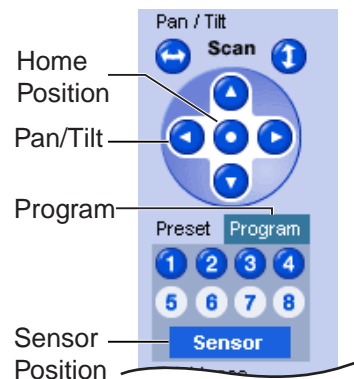 Pan / Tilt
Scan
Home
Position
Pan/Tilt
Program
Preset Program
1 2 3 4
5 6 7 8
Sensor
Sensor
Position